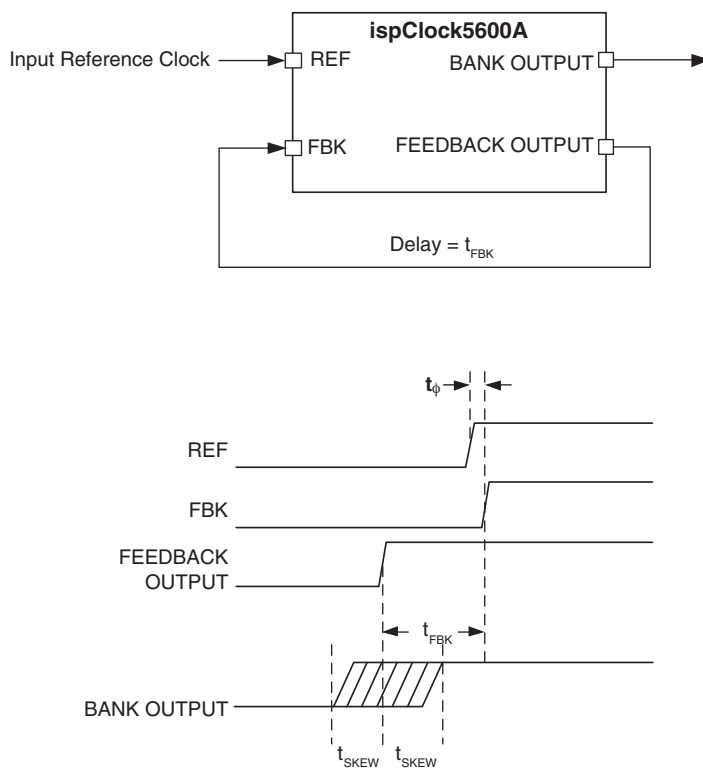 ispClock5600A
Input Reference Clock
REF
BANK OUTPUT
FBK
FEEDBACK OUTPUT
Delay = tFBK
tϕ
REF
FBK
FEEDBACK
OUTPUT
tFBK
BANK OUTPUT
tSKEW tSKEW